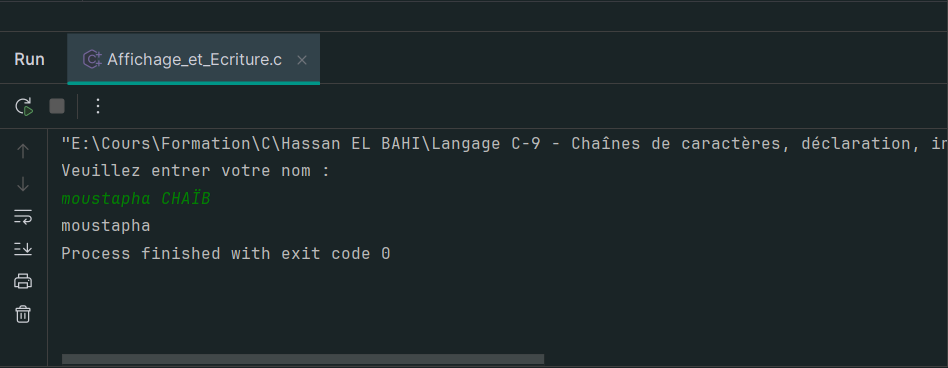 Run Affichage_et_Ecriture.c
"E:\Cours\Formation\C\Hassan EL BAHI\Langage C-9 - Chaînes de caractères, déclaration, in
Veuillez entrer votre nom :
moustapha CHAÏB
moustapha
Process finished with exit code 0